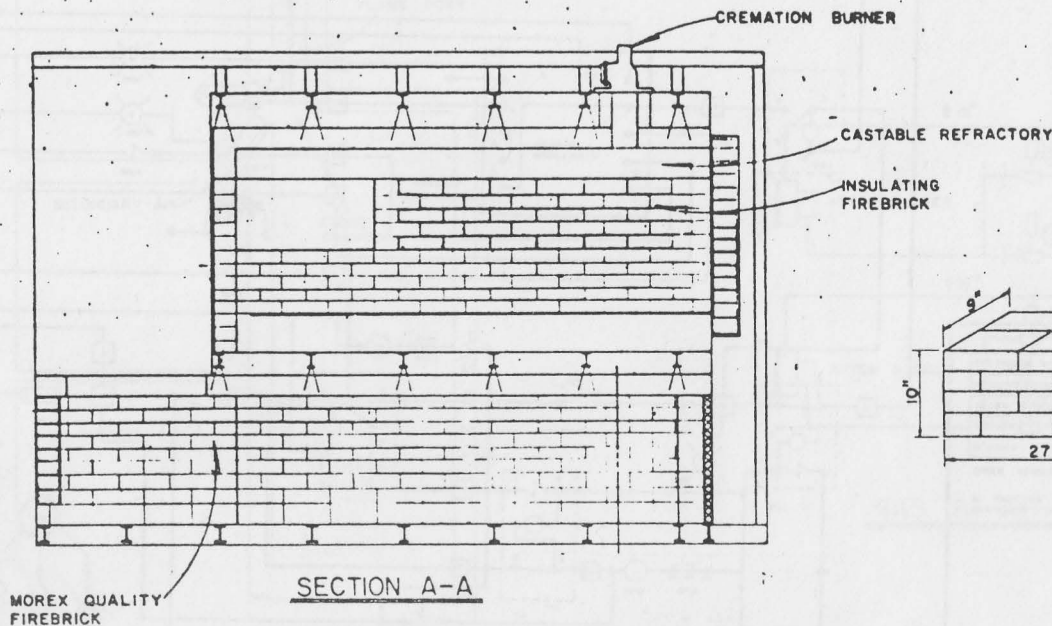 CREMATION BURNER
CASTABLE REFRACTORY
INSULATING
FIREBRICK
9"
10"
27
SECTION A-A
MOREX QUALITY
FIREBRICK